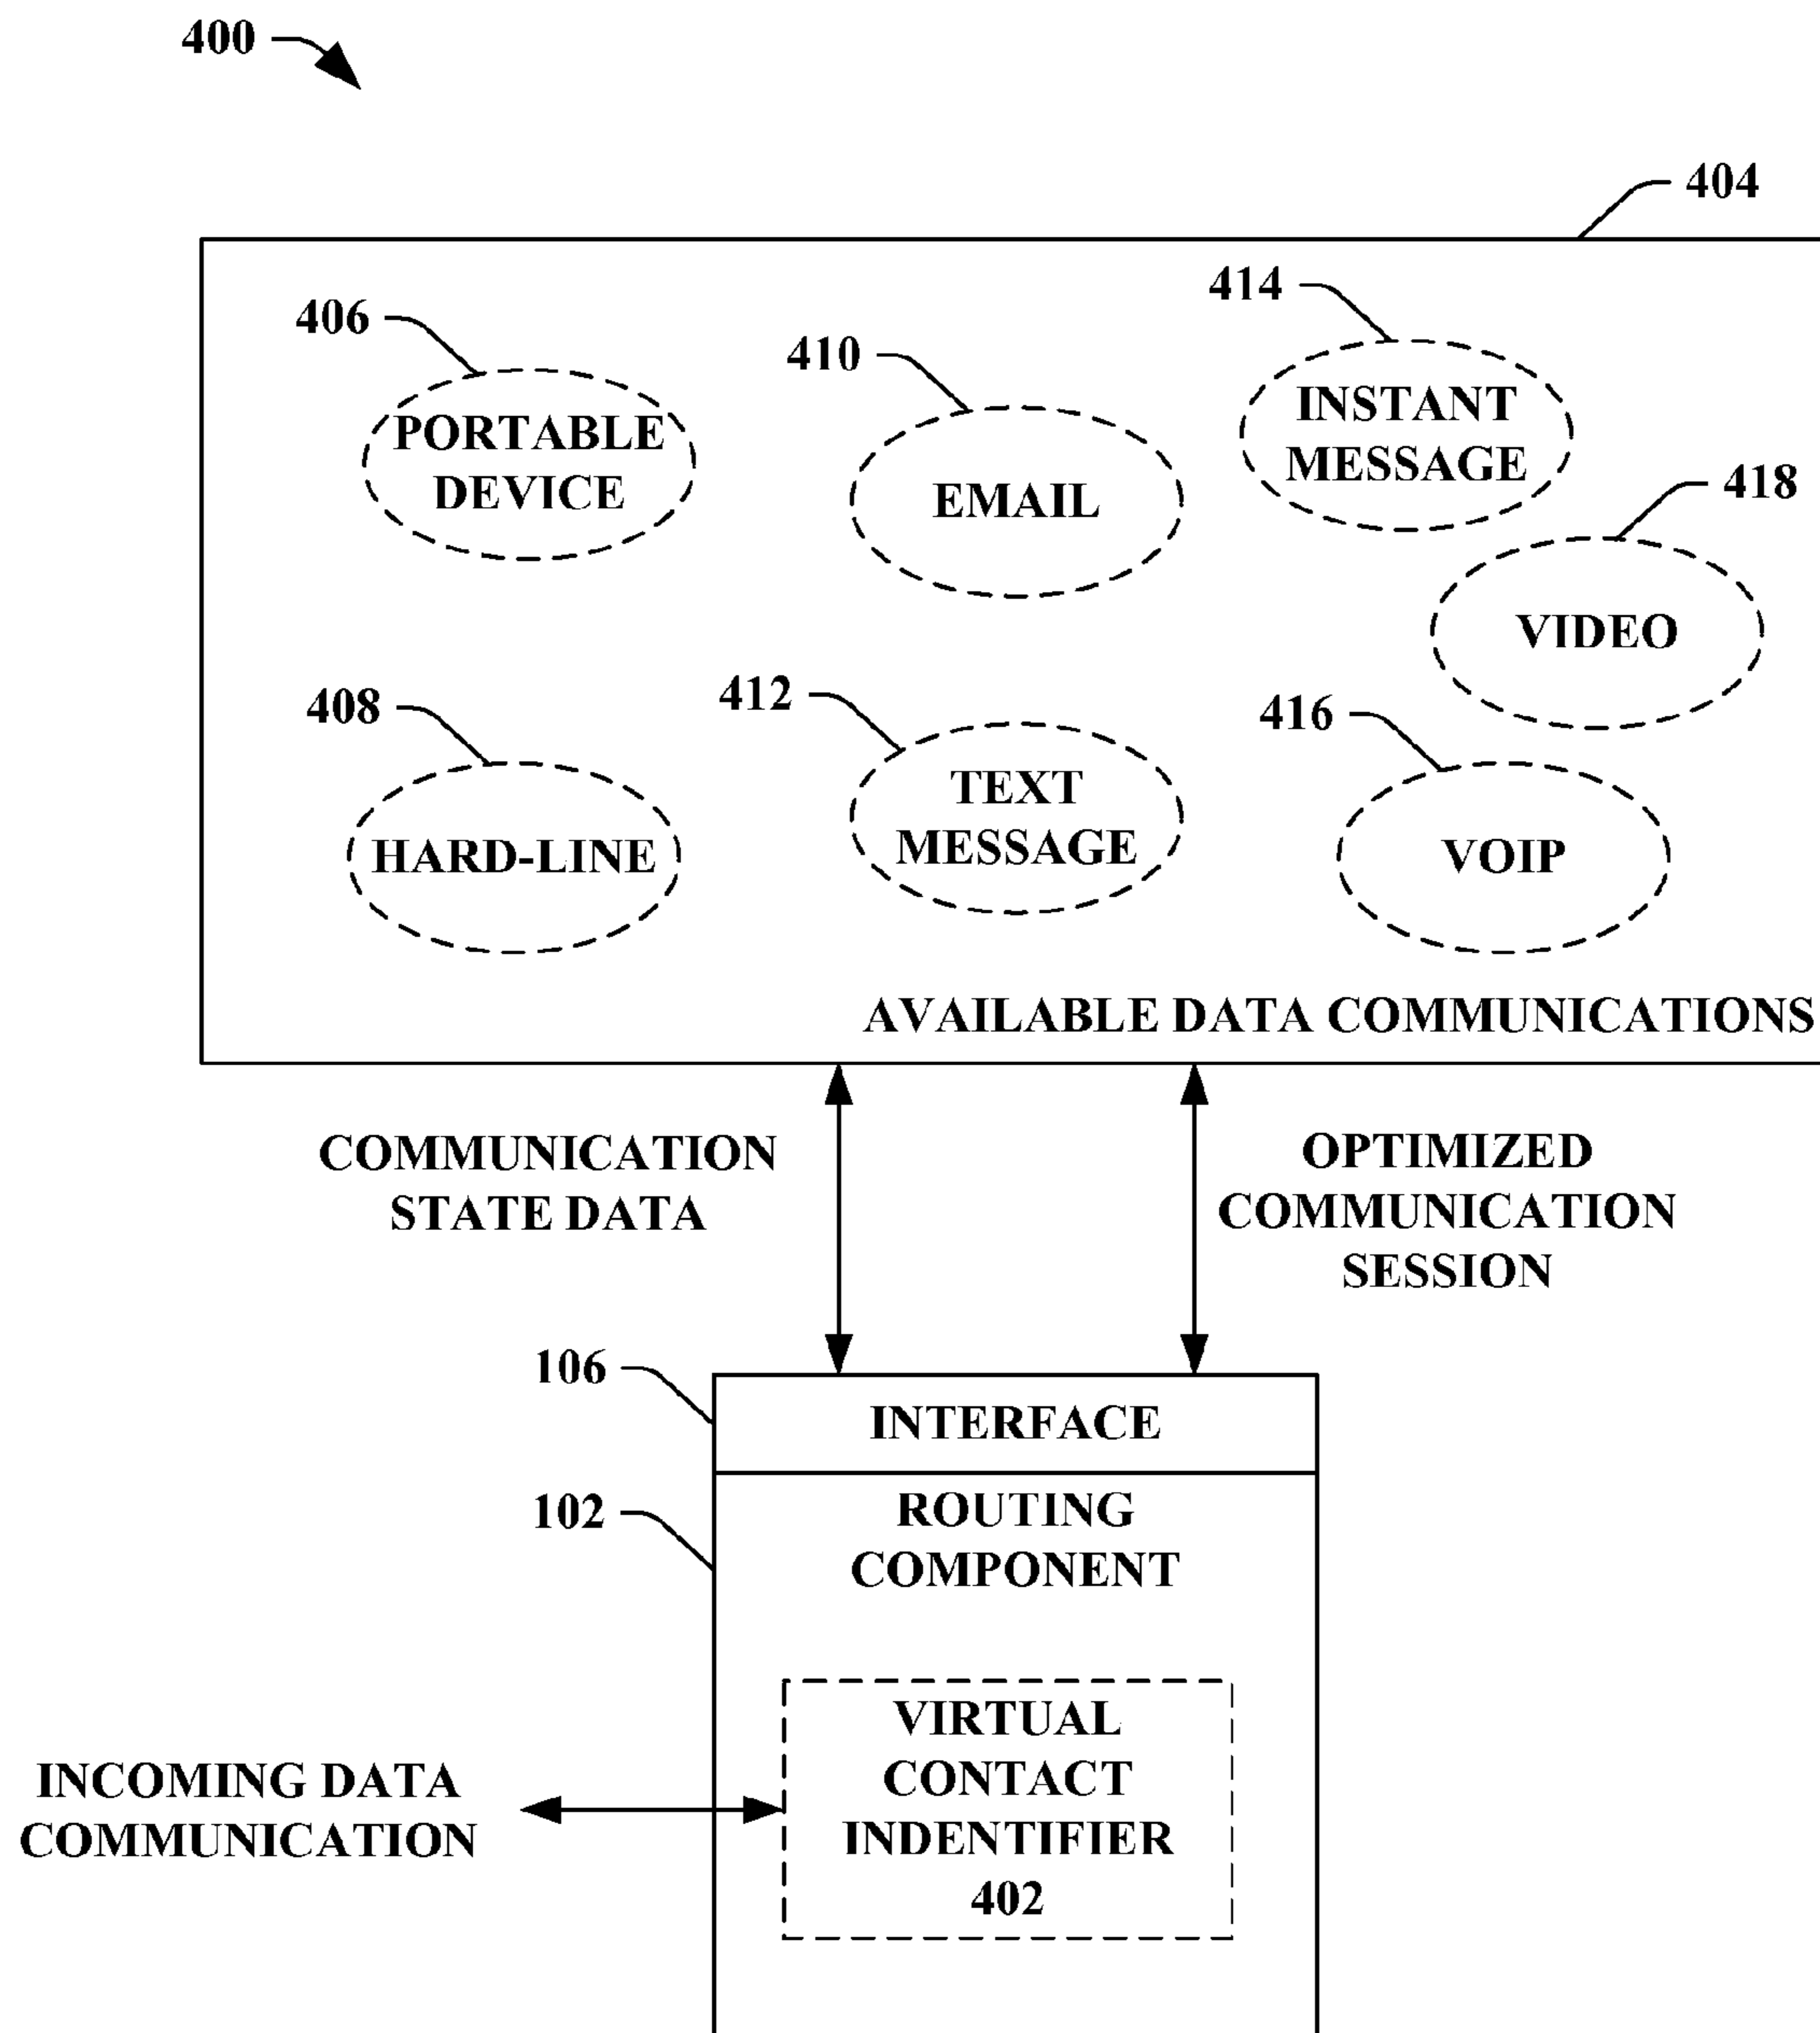 400
404
406
PORTABLE
DEVICE
410
EMAIL
414
INSTANT
MESSAGE
418
VIDEO
408
HARD-LINE
412
TEXT
MESSAGE
416
VOIP
AVAILABLE DATA COMMUNICATIONS
COMMUNICATION
STATE DATA
OPTIMIZED
COMMUNICATION
SESSION
106
INTERFACE
102
ROUTING
COMPONENT
VIRTUAL
CONTACT
INDENTIFIER
402
INCOMING DATA
COMMUNICATION